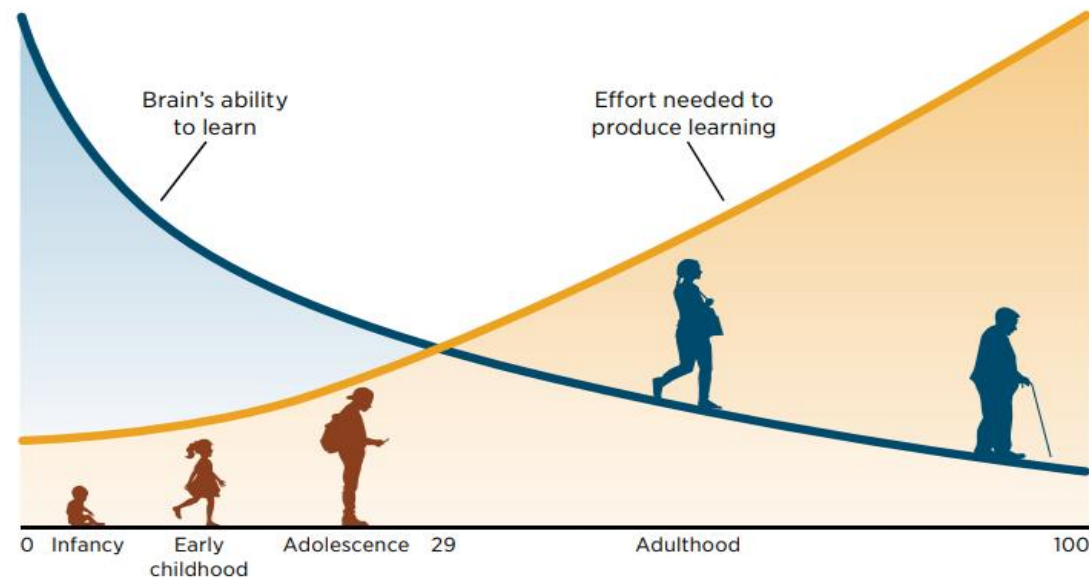 Brain's ability
to learn
Effort needed to
produce learning
0 Infancy Early Adolescence 29 Adulthood 100
childhood